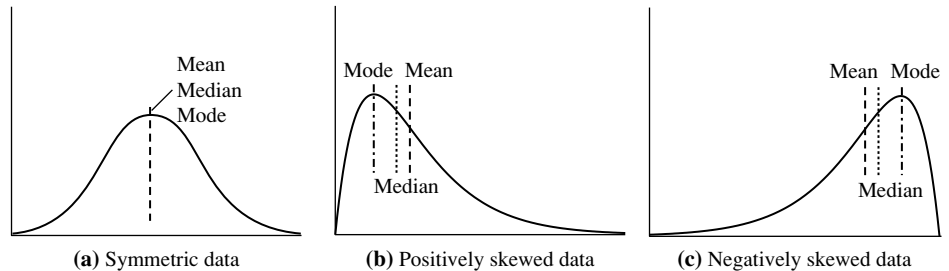 Mean
Median
Mode
Mode
Mean
Median
Mean
Mode
Median
(a) Symmetric data
(b) Positively skewed data
(c) Negatively skewed data